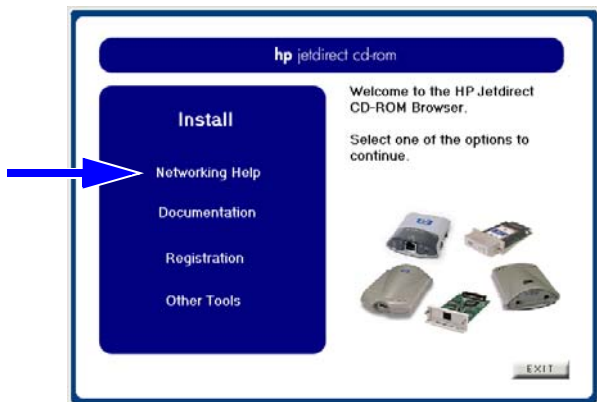 hp jetdirect cd-rom
Install
Networking Help
Documentation
Registration
Other Tools
Welcome to the HP Jetdirect
CD-ROM Browser.
Select one of the options to
continue.
EXIT